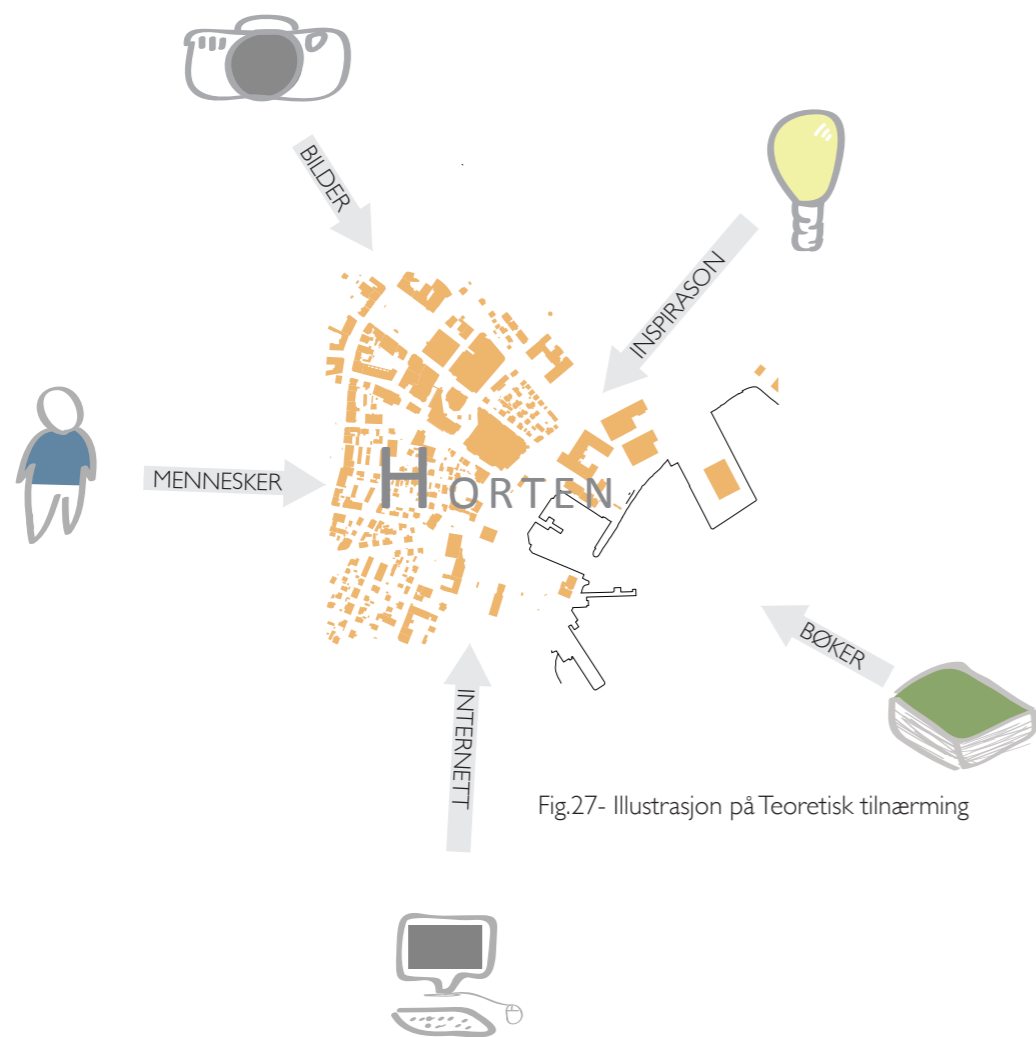 BILDER
INSPIRASON
MENNESKER
HORTEN
BØKER
INTERNETT
Fig.27- Illustrasjon på Teoretisk tilnærming